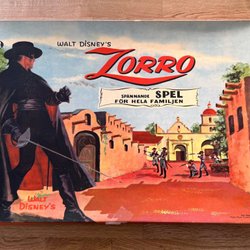 WALT DISNEY'S
ZORRO
SPÄNNANDE SPEL
FÖR HELA FAMILJEN
WALT
DISNEY'S